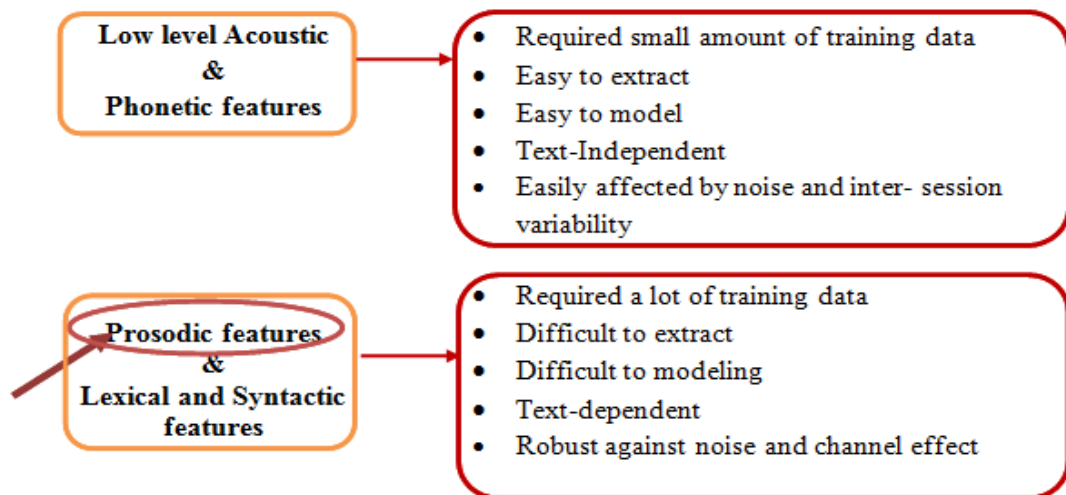 Low level Acoustic
&
Phonetic features
• Required small amount of training data
• Easy to extract
• Easy to model
• Text-Independent
• Easily affected by noise and inter- session
variability
Prosodic features
&
Lexical and Syntactic
features
• Required a lot of training data
• Difficult to extract
• Difficult to modeling
• Text-dependent
• Robust against noise and channel effect